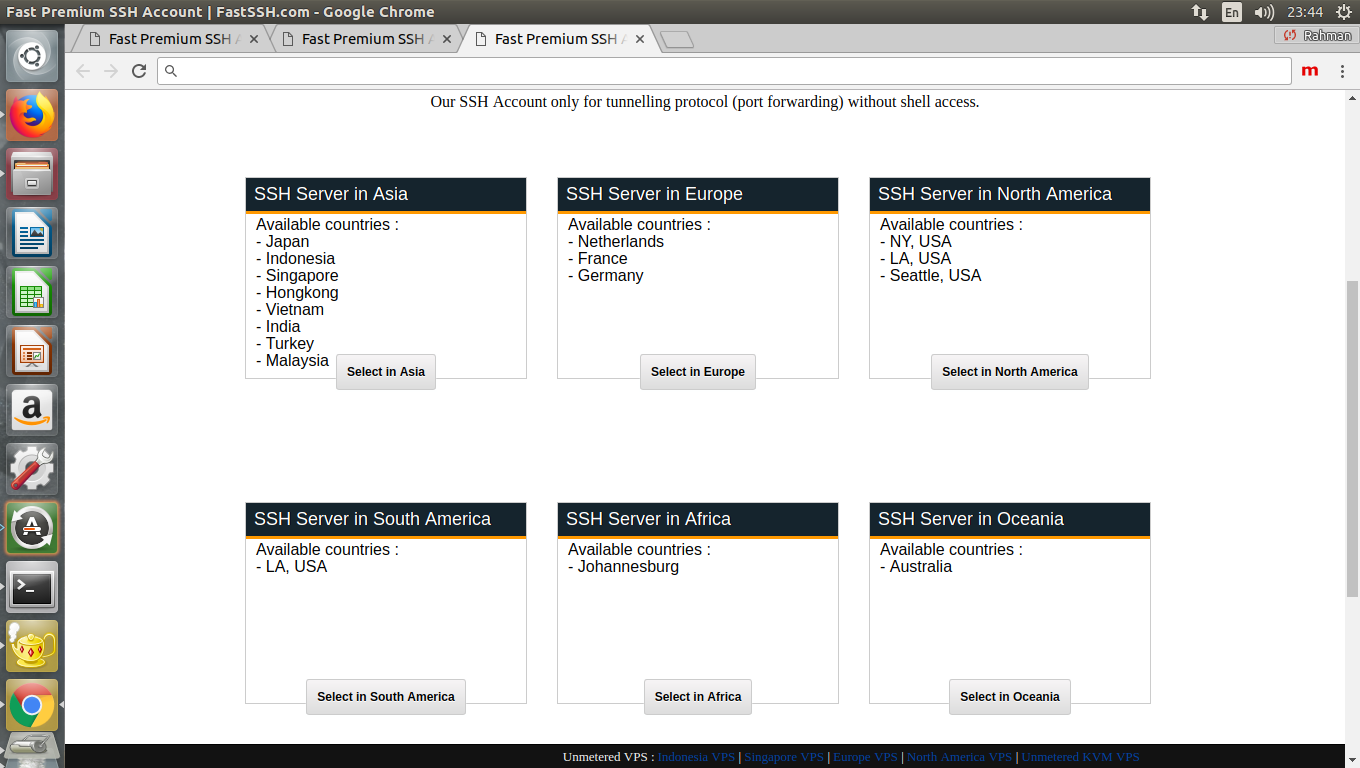 Fast Premium SSH Account | FastSSH.com - Google Chrome
En
23:44
Fast Premium SSH A
Fast Premium SSH A
Fast Premium SSH A
Rahman
m
Our SSH Account only for tunnelling protocol (port forwarding) without shell access.
SSH Server in Asia
Available countries :
- Japan
- Indonesia
- Singapore
- Hongkong
- Vietnam
- India
- Turkey
- Malaysia
Select in Asia
SSH Server in Europe
Available countries :
- Netherlands
- France
- Germany
Select in Europe
SSH Server in North America
Available countries :
- NY, USA
- LA, USA
- Seattle, USA
Select in North America
SSH Server in South America
Available countries :
- LA, USA
Select in South America
SSH Server in Africa
Available countries :
- Johannesburg
Select in Africa
SSH Server in Oceania
Available countries :
- Australia
Select in Oceania
Unmetered VPS : Indonesia VPS | Singapore VPS | Europe VPS | North America VPS | Unmetered KVM VPS